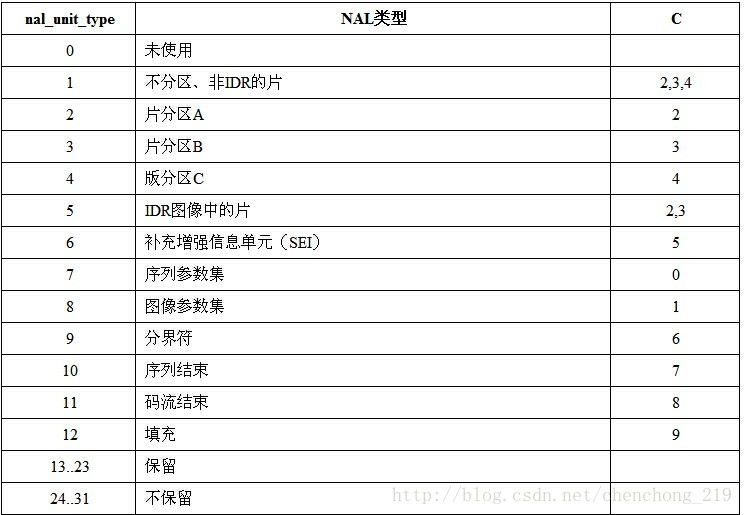 nal_unit_type NAL类型 C
0 未使用
1 不分区、非IDR的片 2,3,4
2 片分区A 2
3 片分区B 3
4 版分区C 4
5 IDR图像中的片 2,3
6 补充增强信息单元（SEI） 5
7 序列参数集 0
8 图像参数集 1
9 分界符 6
10 序列结束 7
11 码流结束 8
12 填充 9
13..23 保留
24..31 不保留
http://blog.csdn.net/chenchong_219